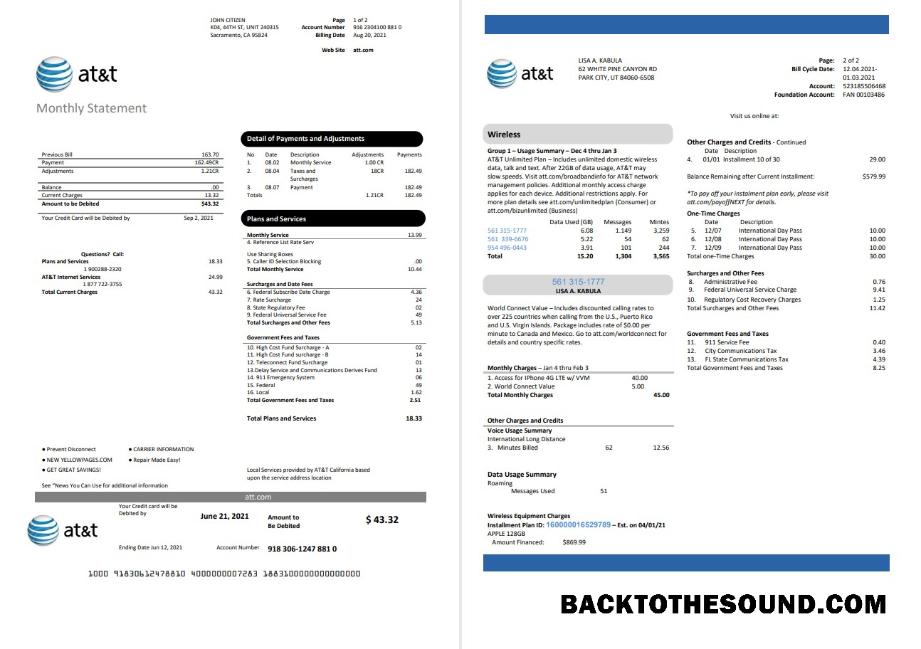 JOHN CITIZEN
K04, 44TH ST, UNIT 240315
Sacramento, CA 95824
Page 1 of 2
Account Number 916 2304100 881 0
Billing Date Aug 20, 2021
Web Site att.com
at&t
Monthly Statement
Previous Bill 163.70
Payment 162.49CR
Adjustments 1.21CR
Balance .00
Current Charges 13.32
Amount to be Debited $43.32
Your Credit Card will be Debited by Sep 2, 2021
Questions? Call:
Plans and Services 18.33
1 900288-2320
AT&T Internet Services 24.99
1 877 722-3755
Total Current Charges 43.32
Detail of Payments and Adjustments
No Date Description Adjustments Payments
1. 08.02 Monthly Service 1.00 CR
2. 08.04 Taxes and 18CR 182.49
Surcharges
3. 08.07 Payment 182.49
Totals 1.21CR 182.49
Plans and Services
Monthly Service 13.99
4. Reference List Rate Serv
Use Sharing Boxes
5. Caller ID Selection Blocking .00
Total Monthly Service 10.44
Surcharges and Date Fees
6. Federal Subscribe Date Charge 4.36
7. Rate Surcharge 24
8. State Regulatory Fee 02
9. Federal Universal Service Fee 49
Total Surcharges and Other Fees 5.13
Government Fees and Taxes
10. High Cost Fund Surcharge - A 02
11. High Cost Fund surcharge - B 14
12. Teleconnect Fund Surcharge 01
13.Delay Service and Communications Derives Fund 13
14. 911 Emergency System 06
15. Federal 49
16. Local 1.62
Total Government Fees and Taxes 2.51
Total Plans and Services 18.33
● Prevent Disconnect ● CARRIER INFORMATION
● NEW YELLOWPAGES.COM ● Repair Made Easy!
● GET GREAT SAVINGS!
See "News You Can Use for additional information
Local Services provided by AT&T California based
upon the service address location
att.com
at&t
Your Credit card will be
Debited by
June 21, 2021
Amount to
Be Debited
$ 43.32
Ending Date Jun 12, 2021
Account Number 918 306-1247 881 0
1000 91830612478810 4000000007283 1883100000000000000
at&t
LISA A. KABULA
62 WHITE PINE CANYON RD
PARK CITY, UT 84060-6508
Page: 2 of 2
Bill Cycle Date: 12.04.2021-
01.03.2021
Account: 523185506468
Foundation Account: FAN 00103486
Visit us online at:
Wireless
Group 1 – Usage Summary – Dec 4 thru Jan 3
AT&T Unlimited Plan – Includes unlimited domestic wireless
data, talk and text. After 22GB of data usage, AT&T may
slow speeds. Visit att.com/broadbandinfo for AT&T network
management policies. Additional monthly access charge
applies for each device. Additional restrictions apply. For
more plan details see att.com/unlimitedplan (Consumer) or
att.com/bizunlimited (Business)
Data Used (GB) Messages Mintes
561 315-1777 6.08 1.149 3,259
561 339-6676 5.22 54 62
954 496-0443 3.91 101 244
Total 15.20 1,304 3,565
561 315-1777
LISA A. KABULA
World Connect Value – Includes discounted calling rates to
over 225 countries when calling from the U.S., Puerto Rico
and U.S. Virgin Islands. Package includes rate of $0.00 per
minute to Canada and Mexico. Go to att.com/worldconnect for
details and country specific rates.
Monthly Charges – Jan 4 thru Feb 3
1. Access for IPhone 4G LTE w/ VVM 40.00
2. World Connect Value 5.00
Total Monthly Charges 45.00
Other Charges and Credits
Voice Usage Summary
International Long Distance
3. Minutes Billed 62 12.56
Data Usage Summary
Roaming
Messages Used 51
Wireless Equipment Charges
Installment Plan ID: 160000016529789 – Est. on 04/01/21
APPLE 128GB
Amount Financed: $869.99
Other Charges and Credits - Continued
Date Description
4. 01/01 Installment 10 of 30 29.00
Balance Remaining after Current Installment: $579.99
*To pay off your instalment plan early, please visit
att.com/payoffNEXT for details.
One-Time Charges
Date Description
5. 12/07 International Day Pass 10.00
6. 12/08 International Day Pass 10.00
7. 12/09 International Day Pass 10.00
Total one-Time Charges 30.00
Surcharges and Other Fees
8. Administrative Fee 0.76
9. Federal Universal Service Charge 9.41
10. Regulatory Cost Recovery Charges 1.25
Total Surcharges and Other Fees 11.42
Government Fees and Taxes
11. 911 Service Fee 0.40
12. City Communications Tax 3.46
13. FL State Communications Tax 4.39
Total Government Fees and Taxes 8.25
BACKTOTHESOUND.COM